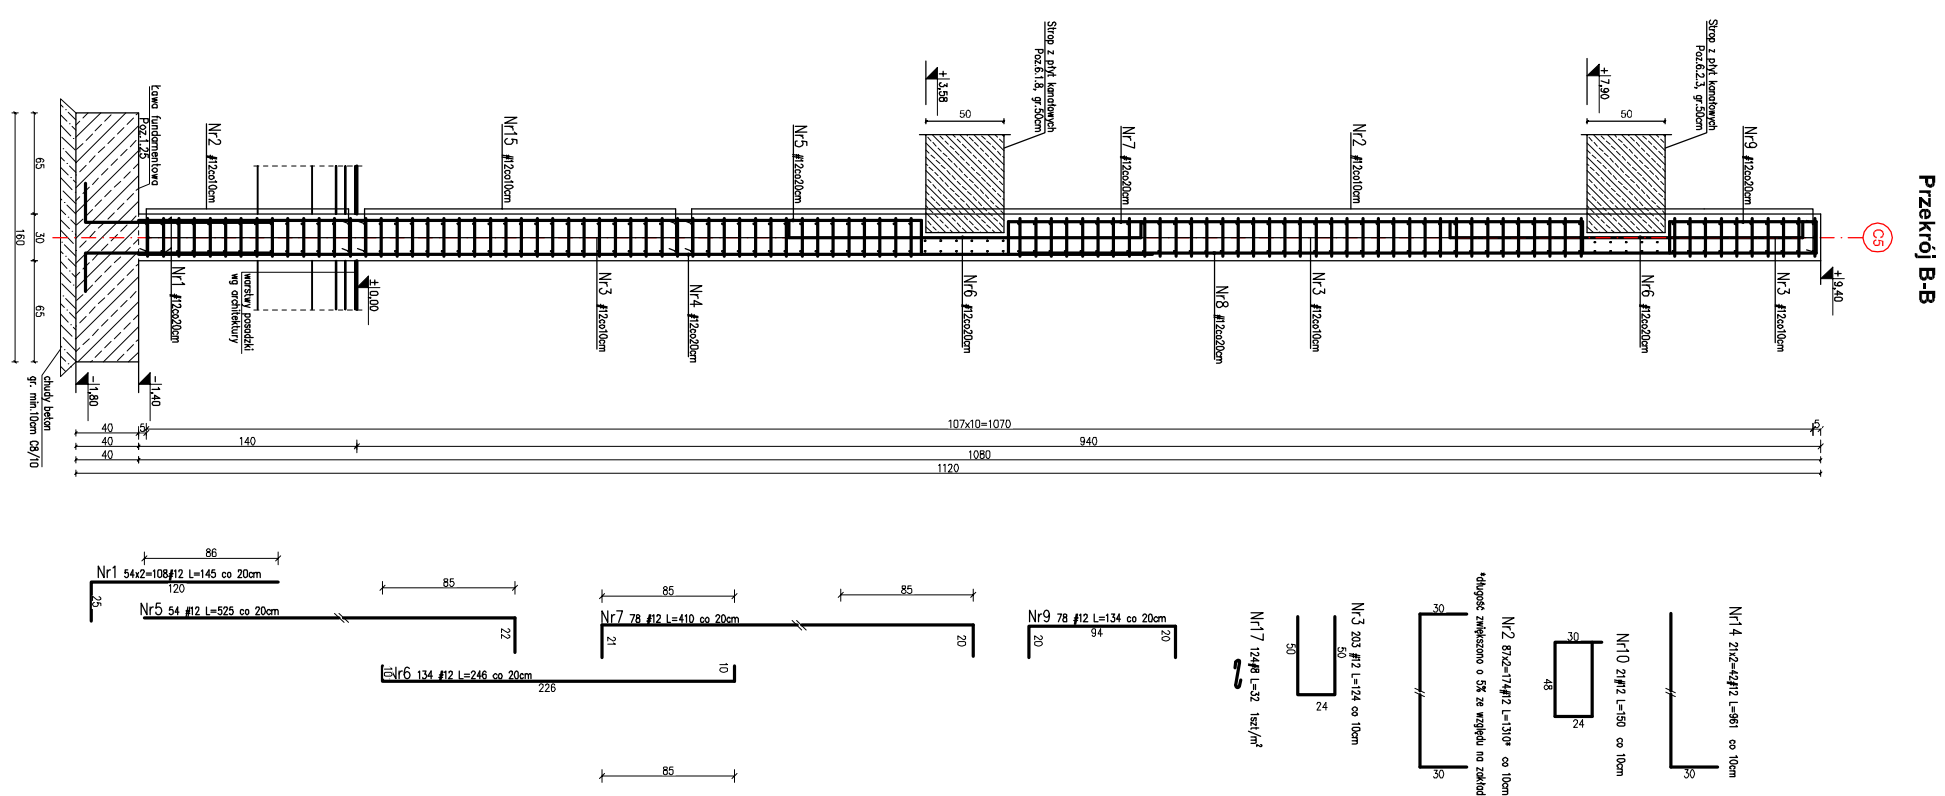 Przekrój B-B
C5
Strop z płyt kanałowych
Poz.6.1.8, gr.50cm
Strop z płyt kanałowych
Poz.6.2.3, gr.50cm
+3,58
+7,90
+9,40
50
50
Ława fundamentowa
Poz.1.25
Nr2 #12co10cm
Nr15 #12co10cm
Nr5 #12co20cm
Nr7 #12co20cm
Nr2 #12co10cm
Nr9 #12co20cm
65
30
65
160
Nr1 #12co20cm
warstwy posadzki
wg architektury
±0,00
Nr3 #12co10cm
Nr4 #12co20cm
Nr6 #12co20cm
Nr8 #12co20cm
Nr3 #12co10cm
Nr6 #12co20cm
Nr3 #12co10cm
chudy beton
gr. min.10cm C8/10
-1,80
-1,40
40 5 107x10=1070 5
40 140 940
40 1080
1120
86
Nr1 54x2=108#12 L=145 co 20cm
120
25
85
Nr5 54 #12 L=525 co 20cm
22
85
85
Nr7 78 #12 L=410 co 20cm
21
20
Nr6 134 #12 L=246 co 20cm
10
10
226
85
Nr9 78 #12 L=134 co 20cm
94
20
20
Nr17 124#8 L=32 1szt/m²
Nr3 203 #12 L=124 co 10cm
50
50
24
Nr2 87x2=174#12 L=1310* co 10cm
*długość zwiększono o 5% ze względu na zakład
30
30
Nr10 21#12 L=150 co 10cm
30
48
24
Nr14 21x2=42#12 L=961 co 10cm
30